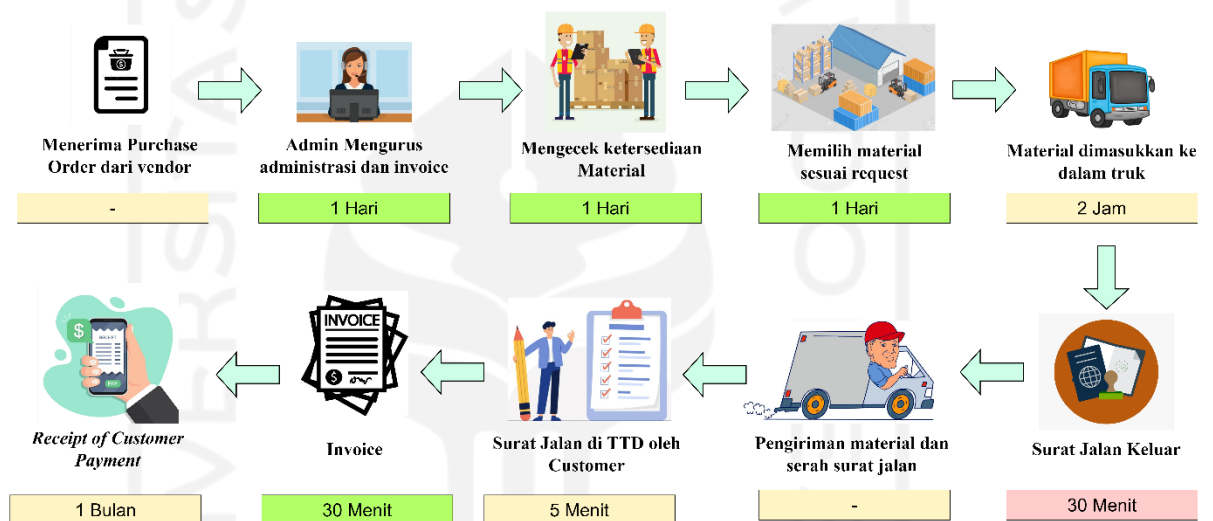 Menerima Purchase
Order dari vendor
-
Admin Mengurus
administrasi dan invoice
1 Hari
Mengecek ketersediaan
Material
1 Hari
Memilih material
sesuai request
1 Hari
Material dimasukkan ke
dalam truk
2 Jam
Surat Jalan Keluar
30 Menit
Pengiriman material dan
serah surat jalan
-
Surat Jalan di TTD oleh
Customer
5 Menit
INVOICE
Invoice
30 Menit
RECEIPT
PAY
Receipt of Customer
Payment
1 Bulan